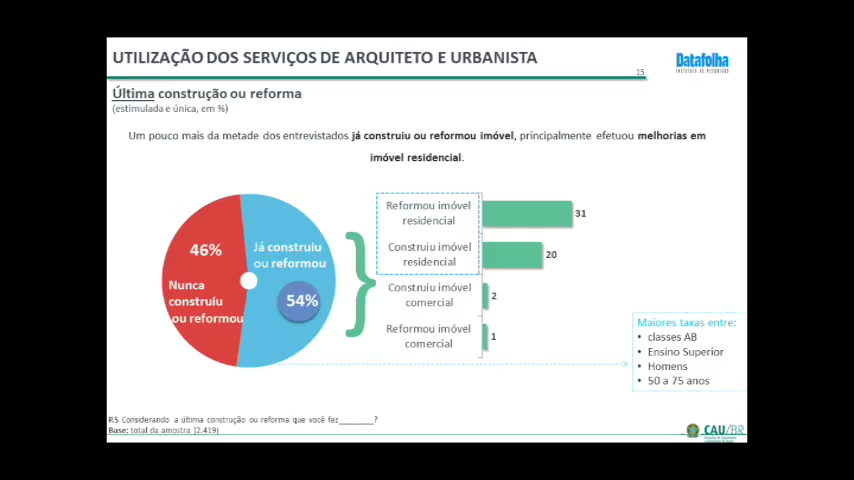 UTILIZAÇÃO DOS SERVIÇOS DE ARQUITETO E URBANISTA
15
Datafolha
INSTITUTO DE PESQUISAS
Última construção ou reforma
(estimulada e única, em %)
Um pouco mais da metade dos entrevistados já construiu ou reformou imóvel, principalmente efetuou melhorias em
imóvel residencial.
46%
Nunca
construiu
ou reformou
Já construiu
ou reformou
54%
Reformou imóvel
residencial
31
Construiu imóvel
residencial
20
Construiu imóvel
comercial
2
Reformou imóvel
comercial
1
Maiores taxas entre:
• classes AB
• Ensino Superior
• Homens
• 50 a 75 anos
P.5 Considerando a última construção ou reforma que você fez________?
Base: total da amostra (2.419)
CAU/BR